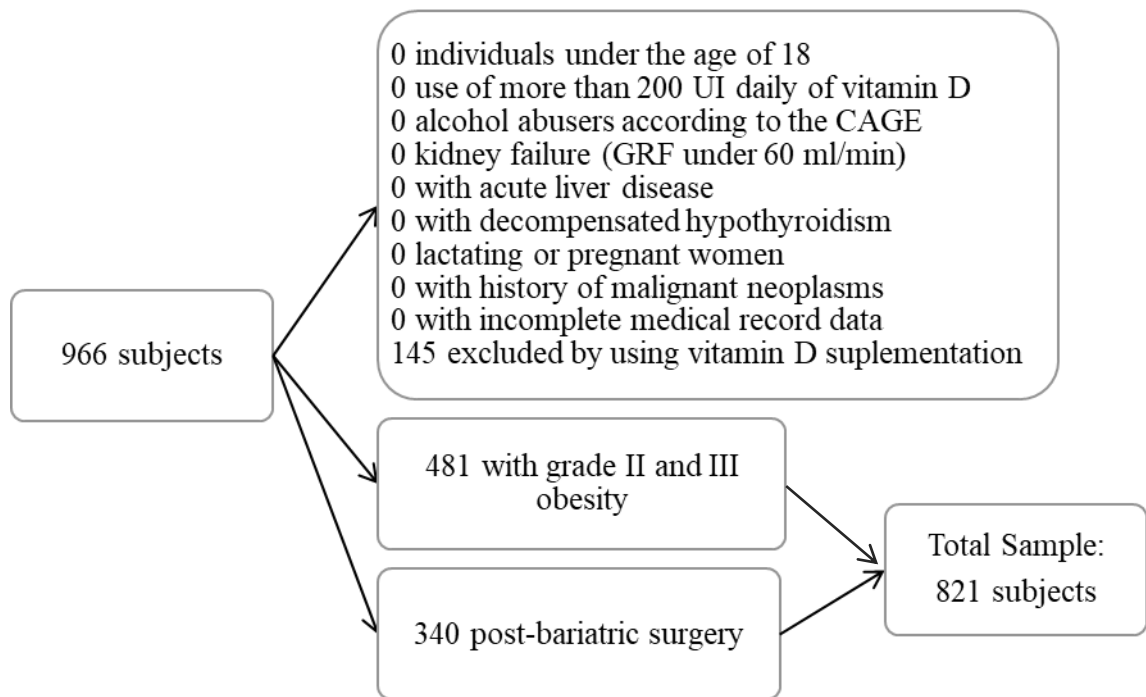 0 individuals under the age of 18
0 use of more than 200 UI daily of vitamin D
0 alcohol abusers according to the CAGE
0 kidney failure (GRF under 60 ml/min)
0 with acute liver disease
0 with decompensated hypothyroidism
0 lactating or pregnant women
0 with history of malignant neoplasms
0 with incomplete medical record data
145 excluded by using vitamin D suplementation
966 subjects
481 with grade II and III
obesity
340 post-bariatric surgery
Total Sample:
821 subjects